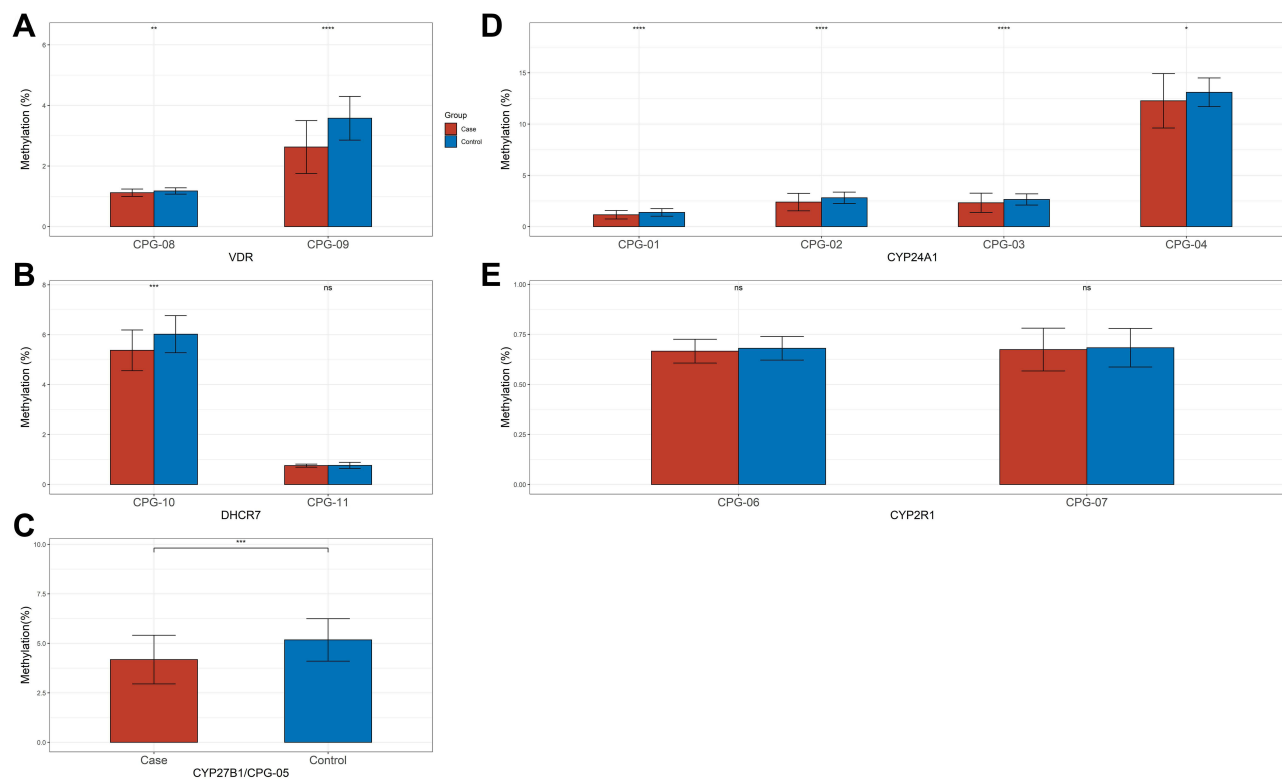 A
**
****
6
4
2
0
Methylation (%)
CPG-08
CPG-09
VDR
Group
Case
Control
D
****
****
****
*
15
10
5
0
Methylation (%)
CPG-01
CPG-02
CPG-03
CPG-04
CYP24A1
B
***
ns
8
6
4
2
0
Methylation (%)
CPG-10
CPG-11
DHCR7
E
ns
ns
1.00
0.75
0.50
0.25
0.00
Methylation (%)
CPG-06
CPG-07
CYP2R1
C
***
10.0
7.5
5.0
2.5
0.0
Methylation(%)
Case
Control
CYP27B1/CPG-05